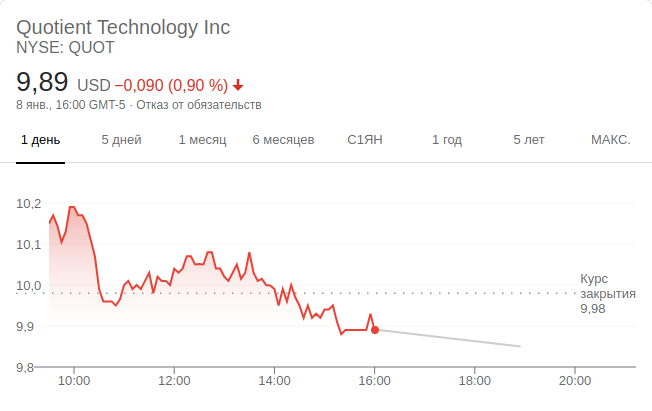 Quotient Technology Inc
NYSE: QUOT
9,89 USD −0,090 (0,90 %)
8 янв., 16:00 GMT-5 · Отказ от обязательств
1 день 5 дней 1 месяц 6 месяцев С1ЯН 1 год 5 лет МАКС.
10,2
10,1
10,0
9,9
9,8
Курс
закрытия
9,98
10:00 12:00 14:00 16:00 18:00 20:00